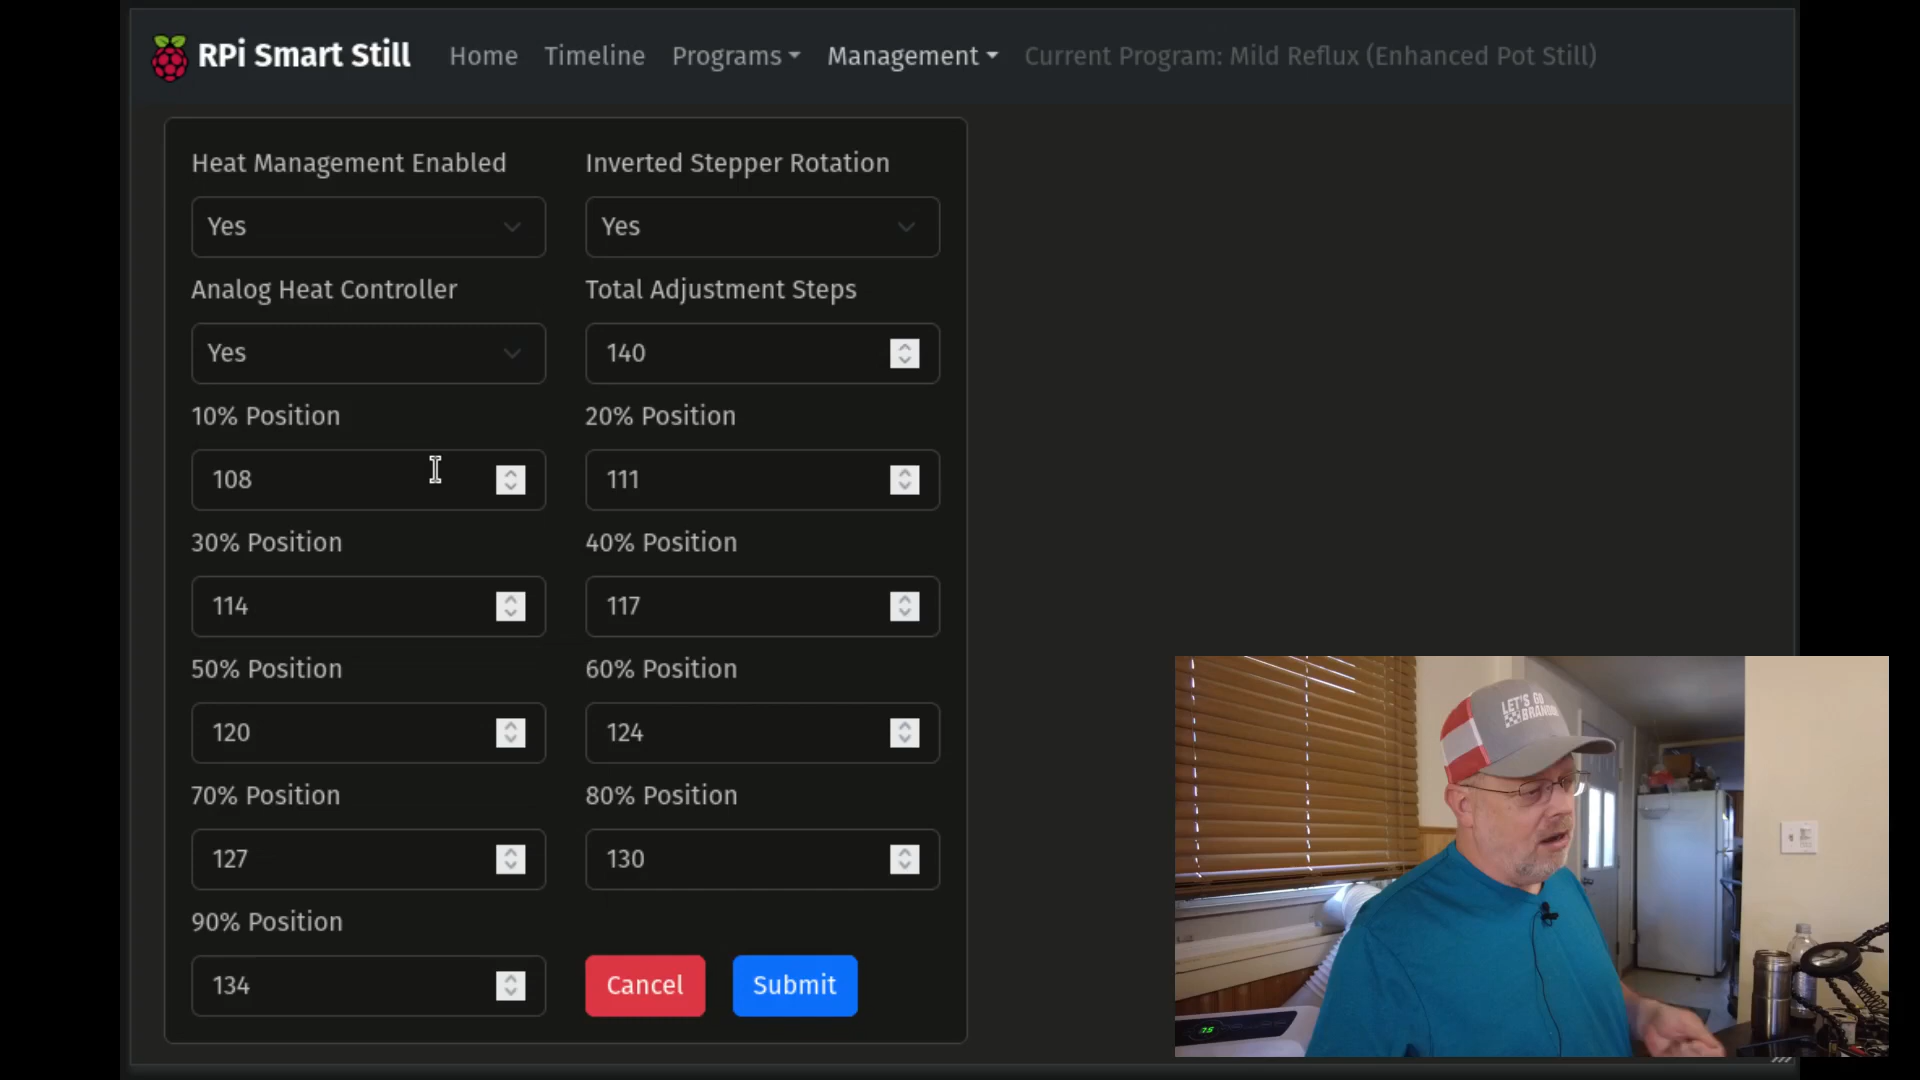 RPi Smart Still Home Timeline Programs Management Current Program: Mild Reflux (Enhanced Pot Still)
Heat Management Enabled Inverted Stepper Rotation
Yes Yes
Analog Heat Controller Total Adjustment Steps
Yes 140
10% Position 20% Position
108 111
30% Position 40% Position
114 117
50% Position 60% Position
120 124
70% Position 80% Position
127 130
90% Position
134 Cancel Submit
LET'S GO
BRANDON
75